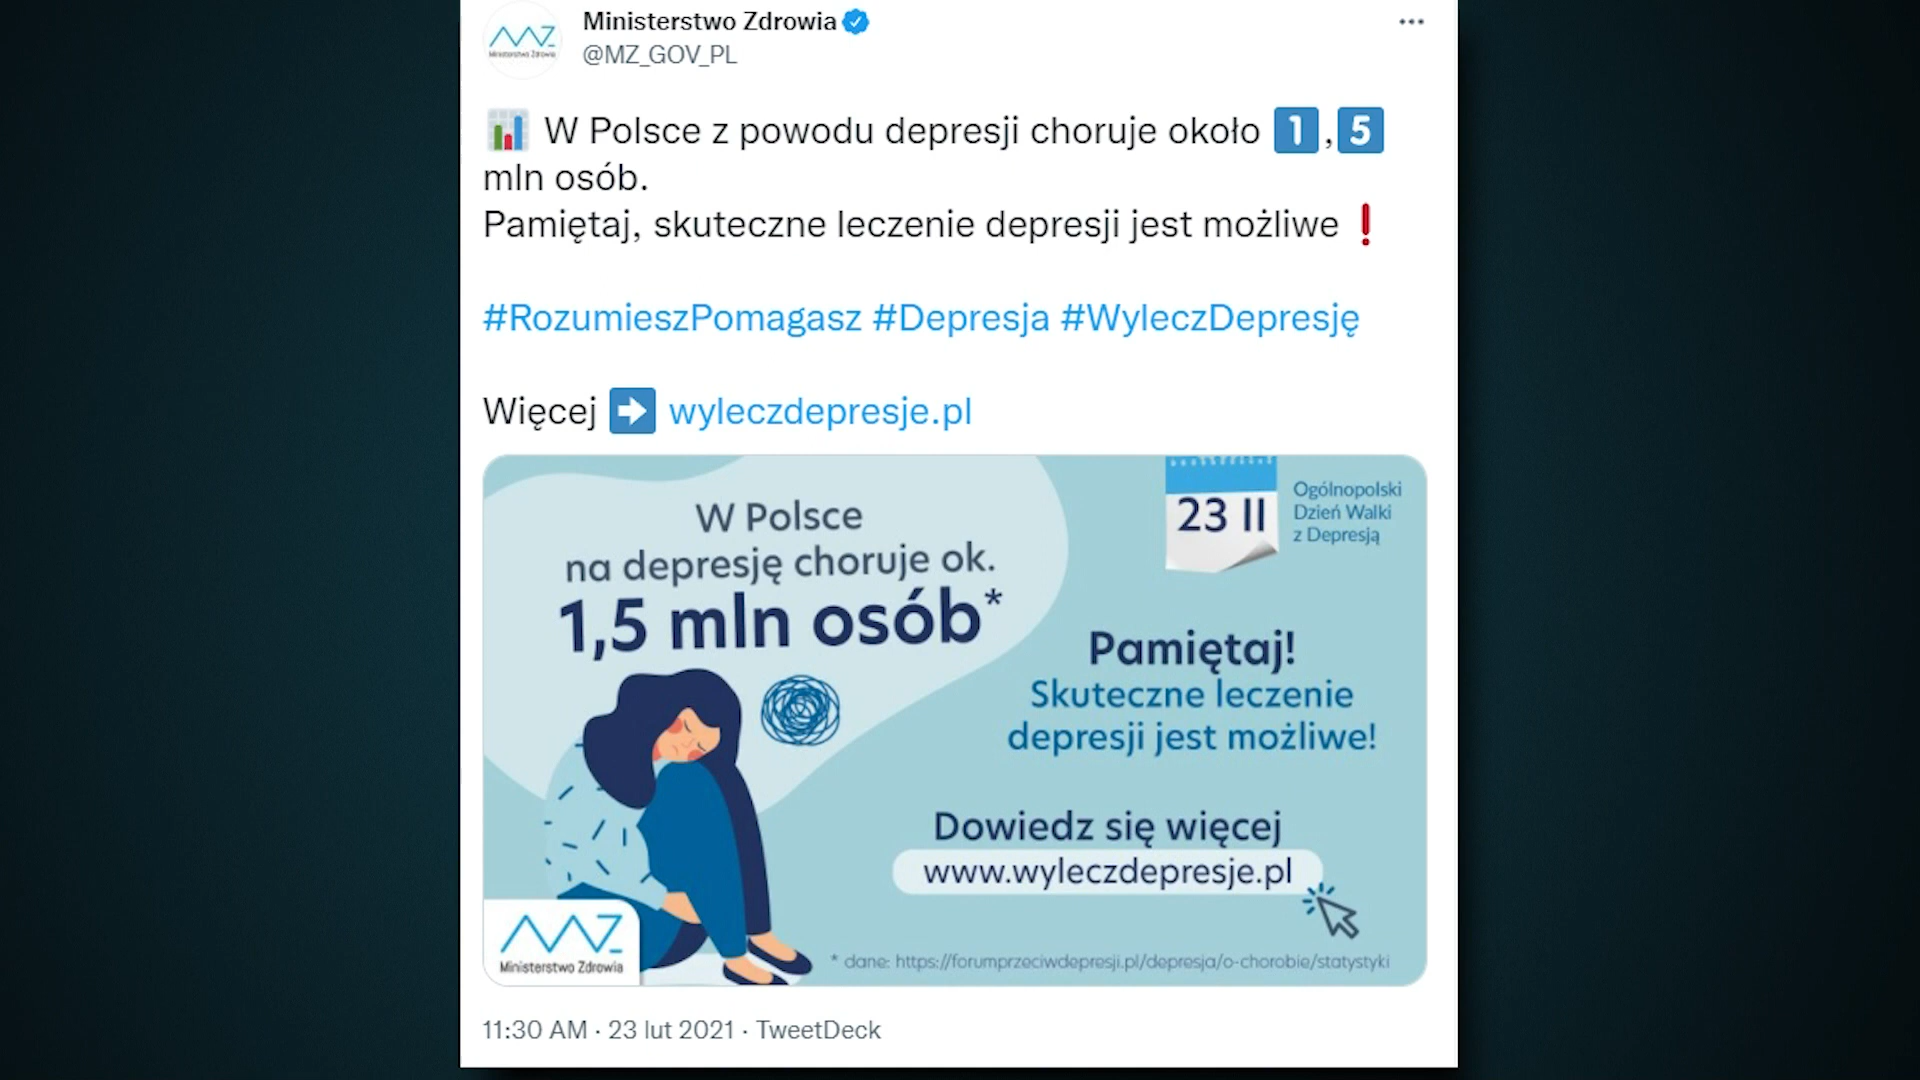 Ministerstwo Zdrowia
@MZ_GOV_PL
Ministerstwo Zdrowia
📊 W Polsce z powodu depresji choruje około 1️⃣,5️⃣
mln osób.
Pamiętaj, skuteczne leczenie depresji jest możliwe❗
#RozumieszPomagasz #Depresja #WyleczDepresję
Więcej ➡️ wyleczdepresje.pl
W Polsce
na depresję choruje ok.
1,5 mln osób*
23 II
Ogólnopolski
Dzień Walki
z Depresją
Pamiętaj!
Skuteczne leczenie
depresji jest możliwe!
Dowiedz się więcej
www.wyleczdepresje.pl
MZ
Ministerstwo Zdrowia
* dane: https://forumprzeciwdepresji.pl/depresja/o-chorobie/statystyki
11:30 AM · 23 lut 2021 · TweetDeck